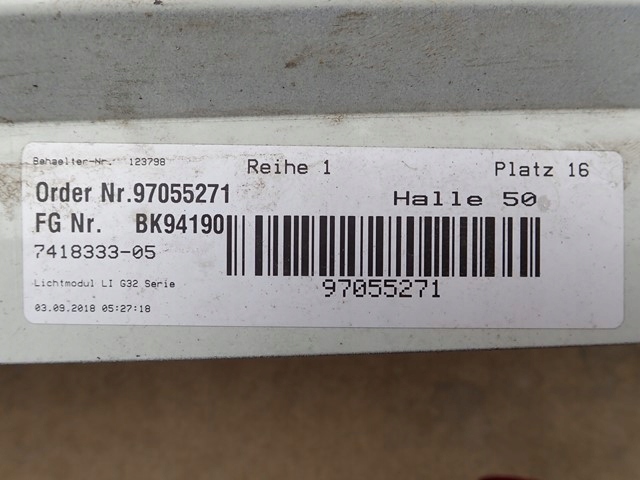 Behaelter-Nr. 123798 Reihe 1 Platz 16
Order Nr.97055271 Halle 50
FG Nr. BK94190
7418333-05
Lichtmodul LI G32 Serie 97055271
03.09.2018 05:27:18